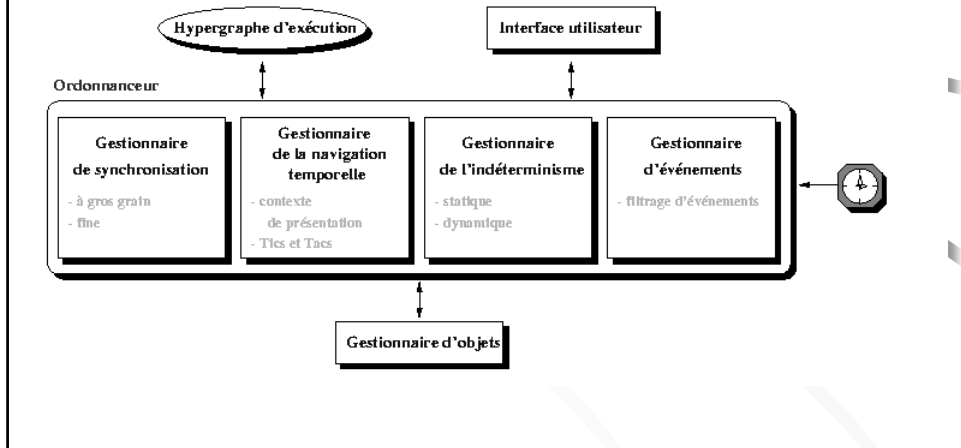 Hypergraphe d'exécution
Interface utilisateur
Ordonnanceur
Gestionnaire
de synchronisation
- à gros grain
- fine
Gestionnaire
de la navigation
temporelle
- contexte
de présentation
- Tics et Tacs
Gestionnaire
de l'indéterminisme
- statique
- dynamique
Gestionnaire
d'événements
- filtrage d'événements
Gestionnaire d'objets